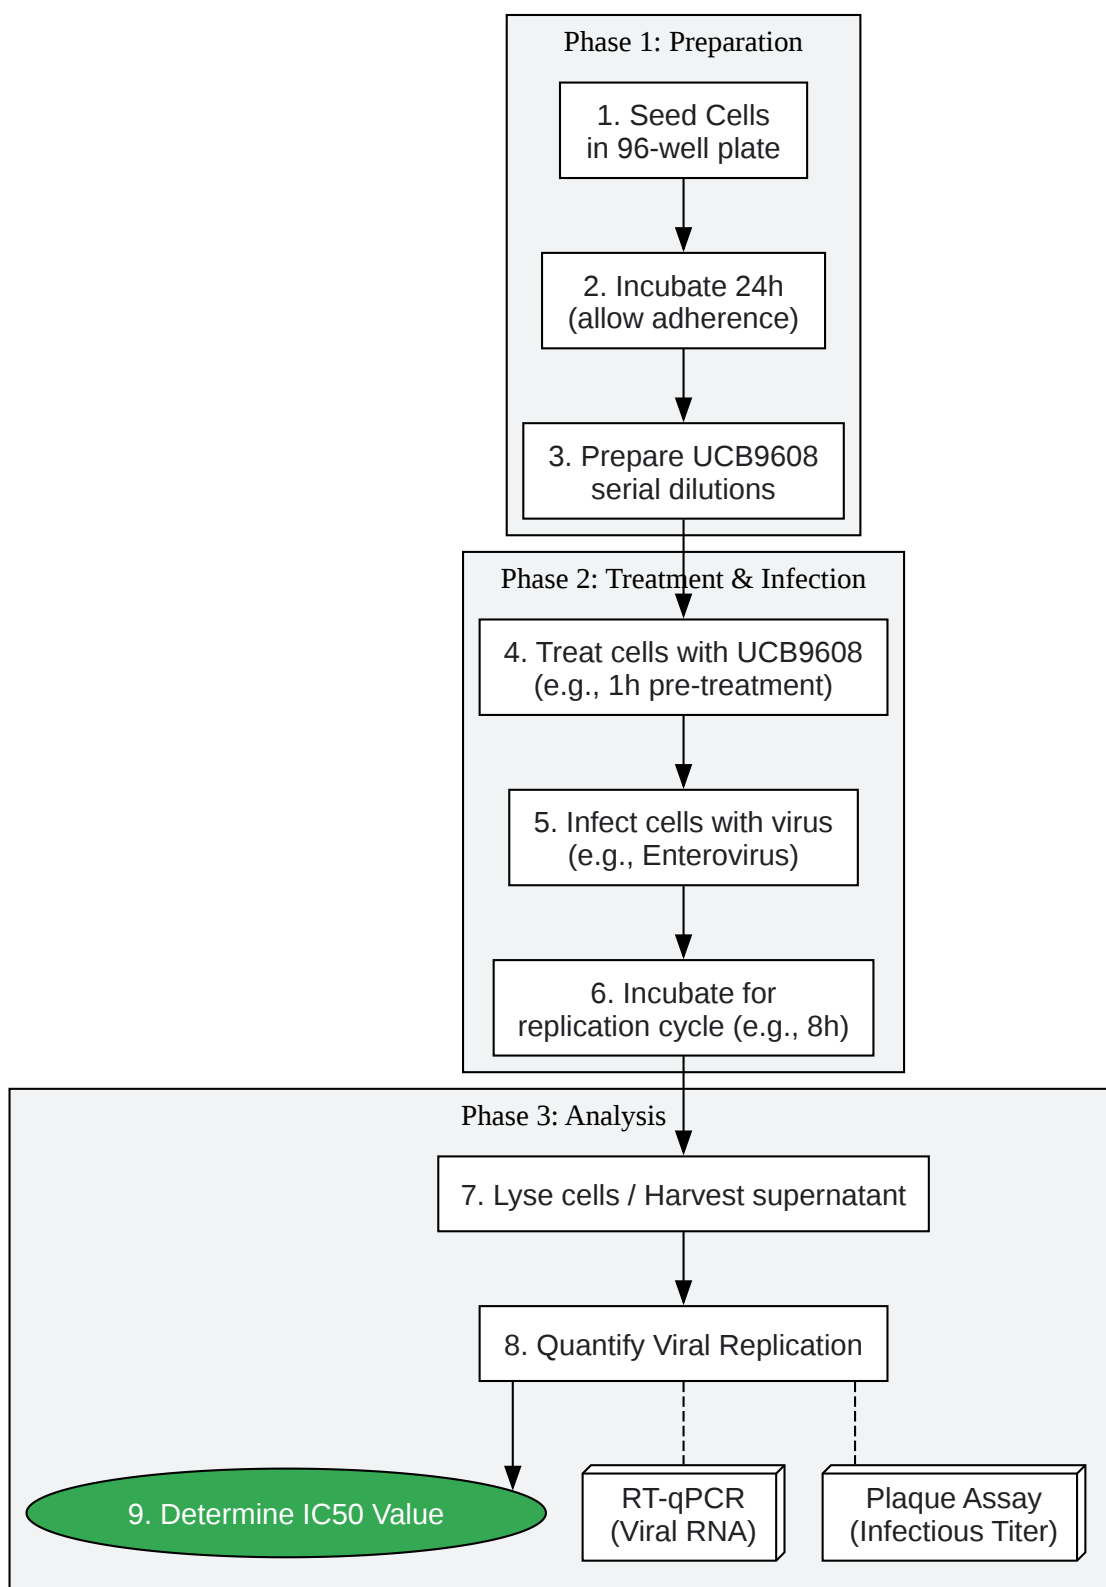 Phase 1: Preparation
1. Seed Cells
in 96-well plate
2. Incubate 24h
(allow adherence)
3. Prepare UCB9608
serial dilutions
Phase 2: Treatment & Infection
4. Treat cells with UCB9608
(e.g., 1h pre-treatment)
5. Infect cells with virus
(e.g., Enterovirus)
6. Incubate for
replication cycle (e.g., 8h)
Phase 3: Analysis
7. Lyse cells / Harvest supernatant
8. Quantify Viral Replication
9. Determine IC50 Value
RT-qPCR
(Viral RNA)
Plaque Assay
(Infectious Titer)